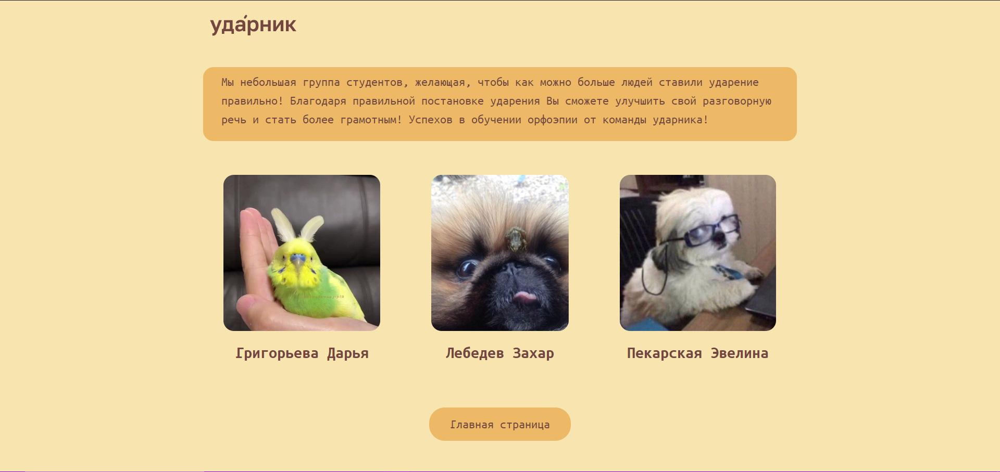 уда́рник
Мы небольшая группа студентов, желающая, чтобы как можно больше людей ставили ударение
правильно! Благодаря правильной постановке ударения Вы сможете улучшить свой разговорную
речь и стать более грамотным! Успехов в обучении орфоэпии от команды ударника!
Григорьева Дарья
Лебедев Захар
Пекарская Эвелина
Главная страница